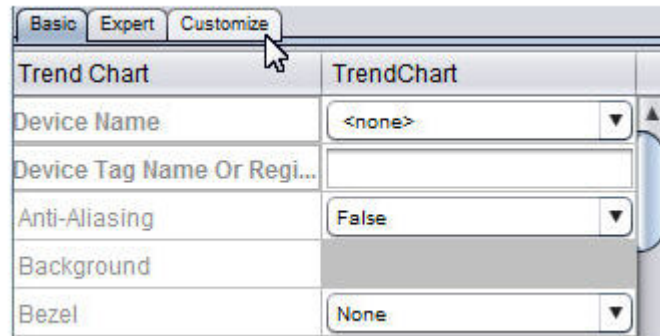 Basic Expert Customize
Trend Chart TrendChart
Device Name <none>
Device Tag Name Or Regi...
Anti-Aliasing False
Background
Bezel None